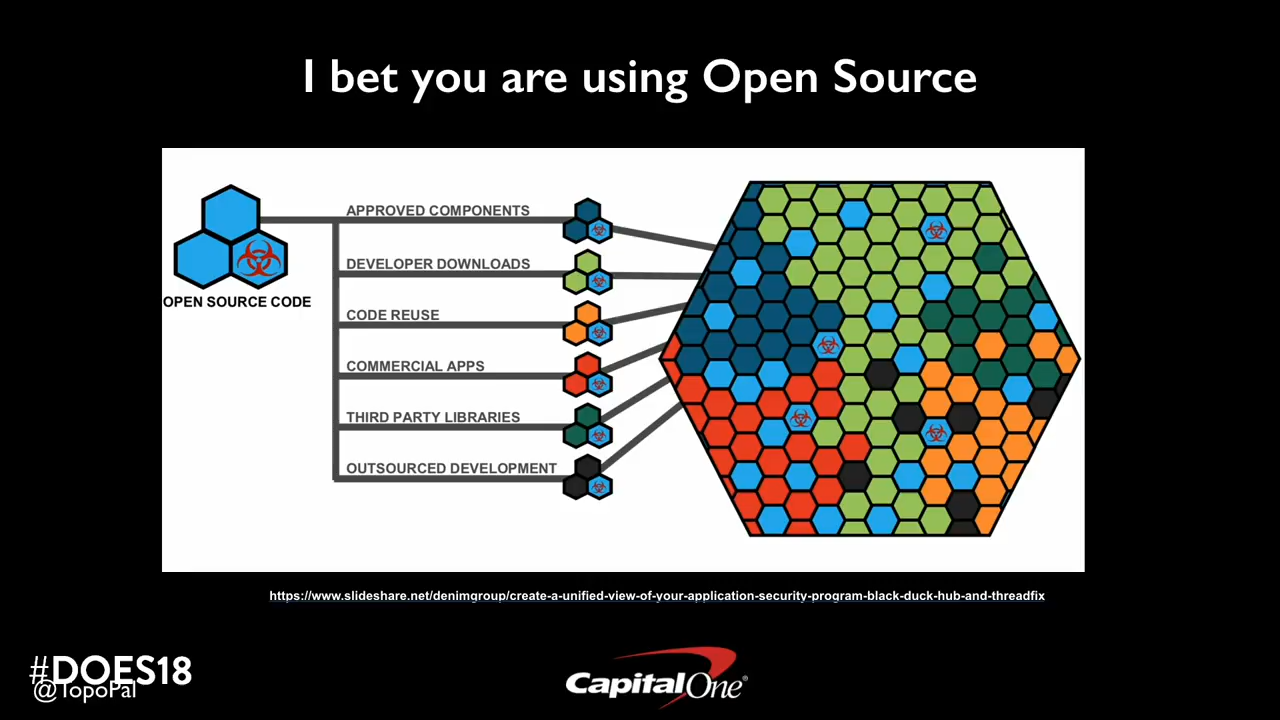 I bet you are using Open Source
APPROVED COMPONENTS
DEVELOPER DOWNLOADS
OPEN SOURCE CODE
CODE REUSE
COMMERCIAL APPS
THIRD PARTY LIBRARIES
OUTSOURCED DEVELOPMENT
https://www.slideshare.net/denimgroup/create-a-unified-view-of-your-application-security-program-black-duck-hub-and-threadfix
#DOES18
@TopoPal
CapitalOne®